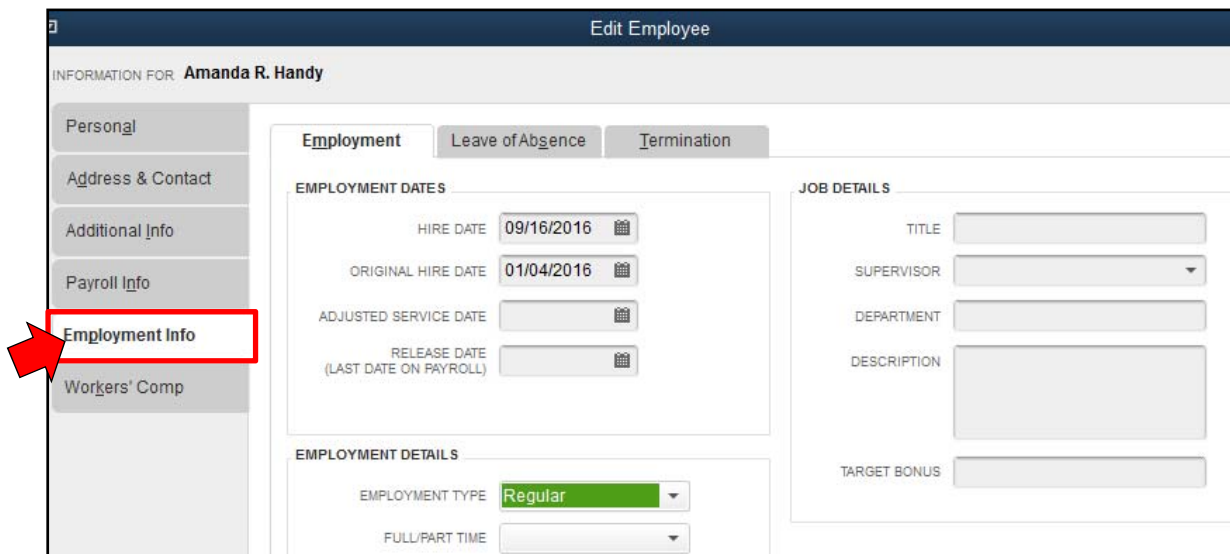 Edit Employee
INFORMATION FOR Amanda R. Handy
Personal
Address & Contact
Additional Info
Payroll Info
Employment Info
Workers' Comp
Employment Leave of Absence Termination
EMPLOYMENT DATES
HIRE DATE 09/16/2016
ORIGINAL HIRE DATE 01/04/2016
ADJUSTED SERVICE DATE
RELEASE DATE
(LAST DATE ON PAYROLL)
EMPLOYMENT DETAILS
EMPLOYMENT TYPE Regular
FULL/PART TIME
JOB DETAILS
TITLE
SUPERVISOR
DEPARTMENT
DESCRIPTION
TARGET BONUS